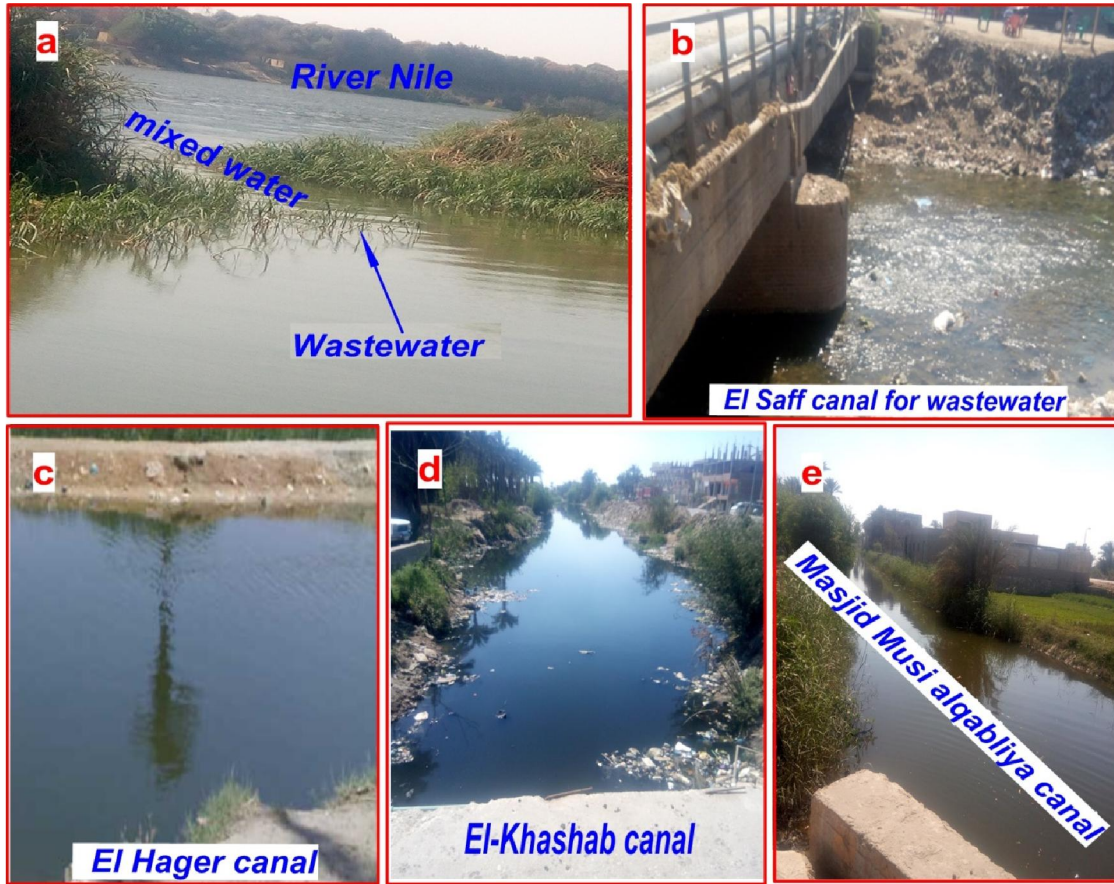 a
River Nile
mixed water
Wastewater
b
El Saff canal for wastewater
c
El Hager canal
d
El-Khashab canal
e
Masjid Musi alqabliya canal